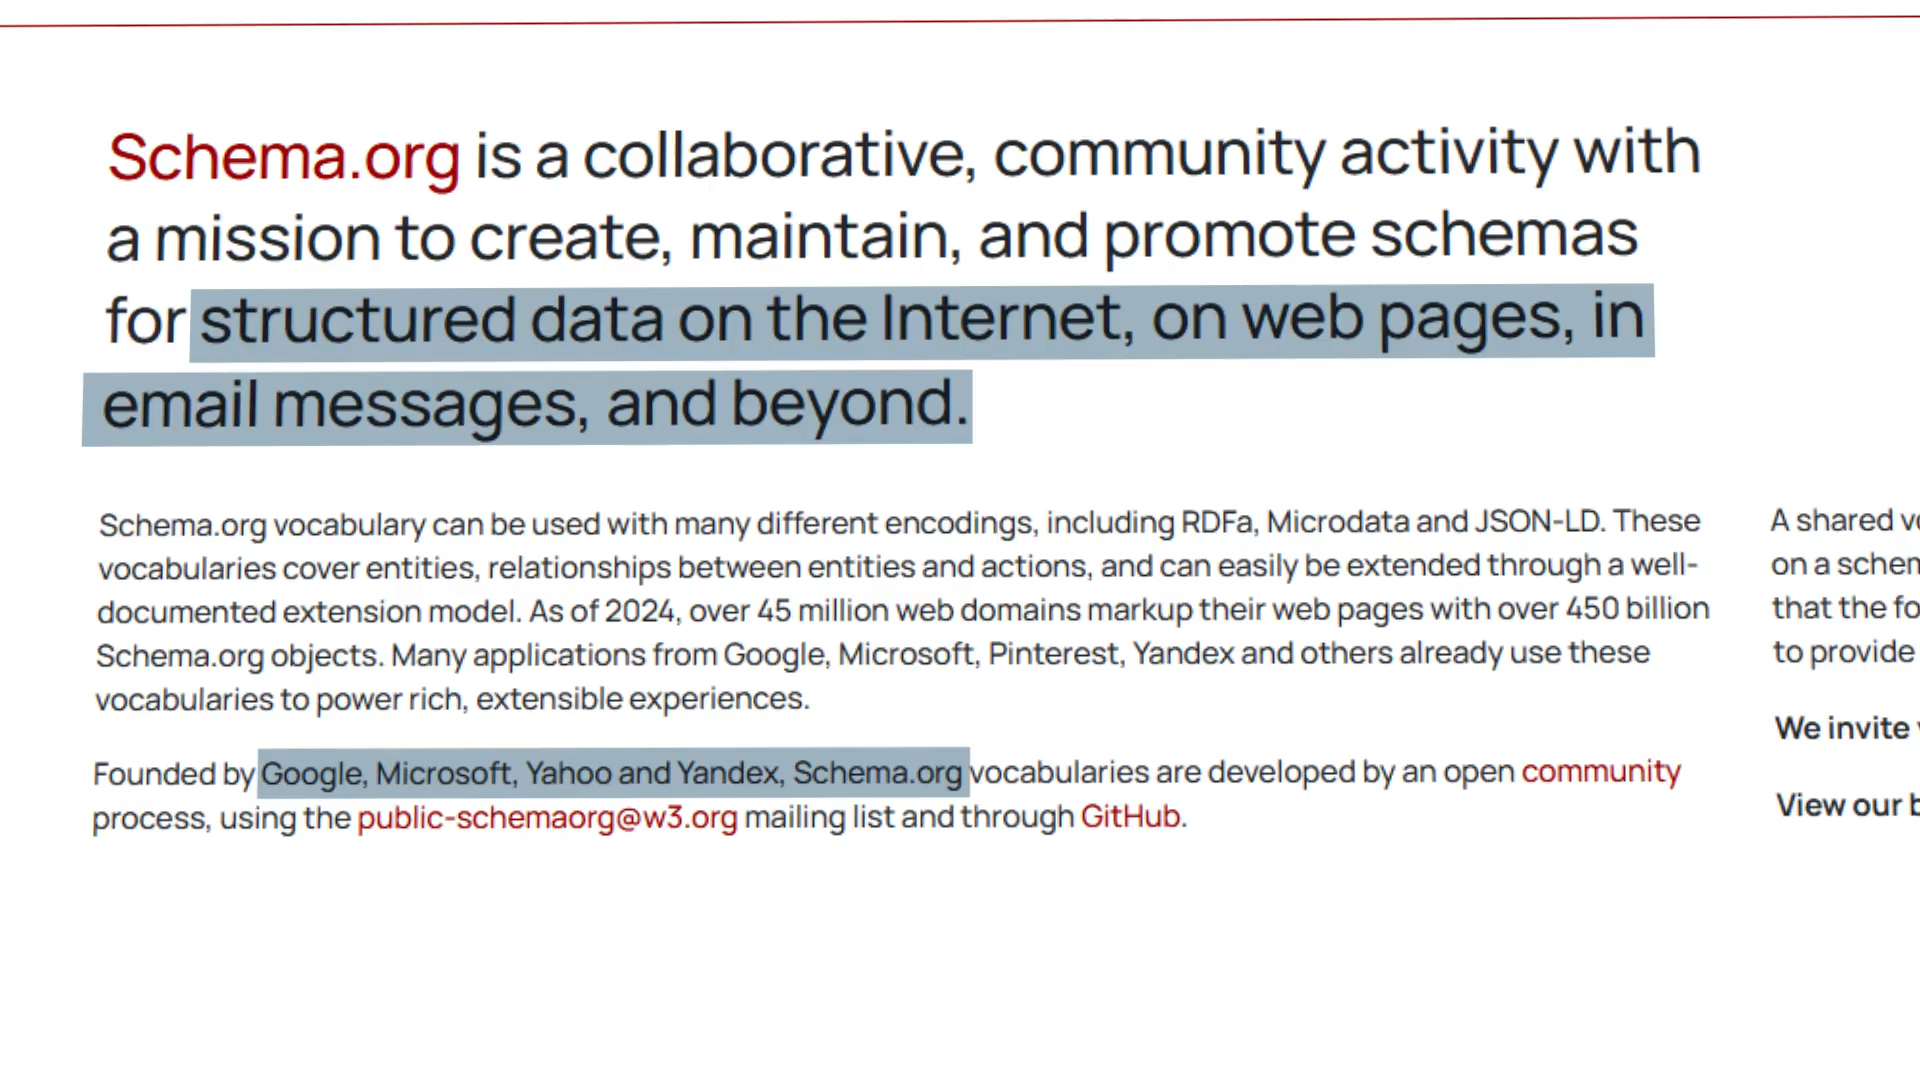 Schema.org is a collaborative, community activity with
a mission to create, maintain, and promote schemas
for structured data on the Internet, on web pages, in
email messages, and beyond.
Schema.org vocabulary can be used with many different encodings, including RDFa, Microdata and JSON-LD. These
vocabularies cover entities, relationships between entities and actions, and can easily be extended through a well-
documented extension model. As of 2024, over 45 million web domains markup their web pages with over 450 billion
Schema.org objects. Many applications from Google, Microsoft, Pinterest, Yandex and others already use these
vocabularies to power rich, extensible experiences.
Founded by Google, Microsoft, Yahoo and Yandex, Schema.org vocabularies are developed by an open community
process, using the public-schemaorg@w3.org mailing list and through GitHub.
A shared
on a
that the
to provide
We invite
View our